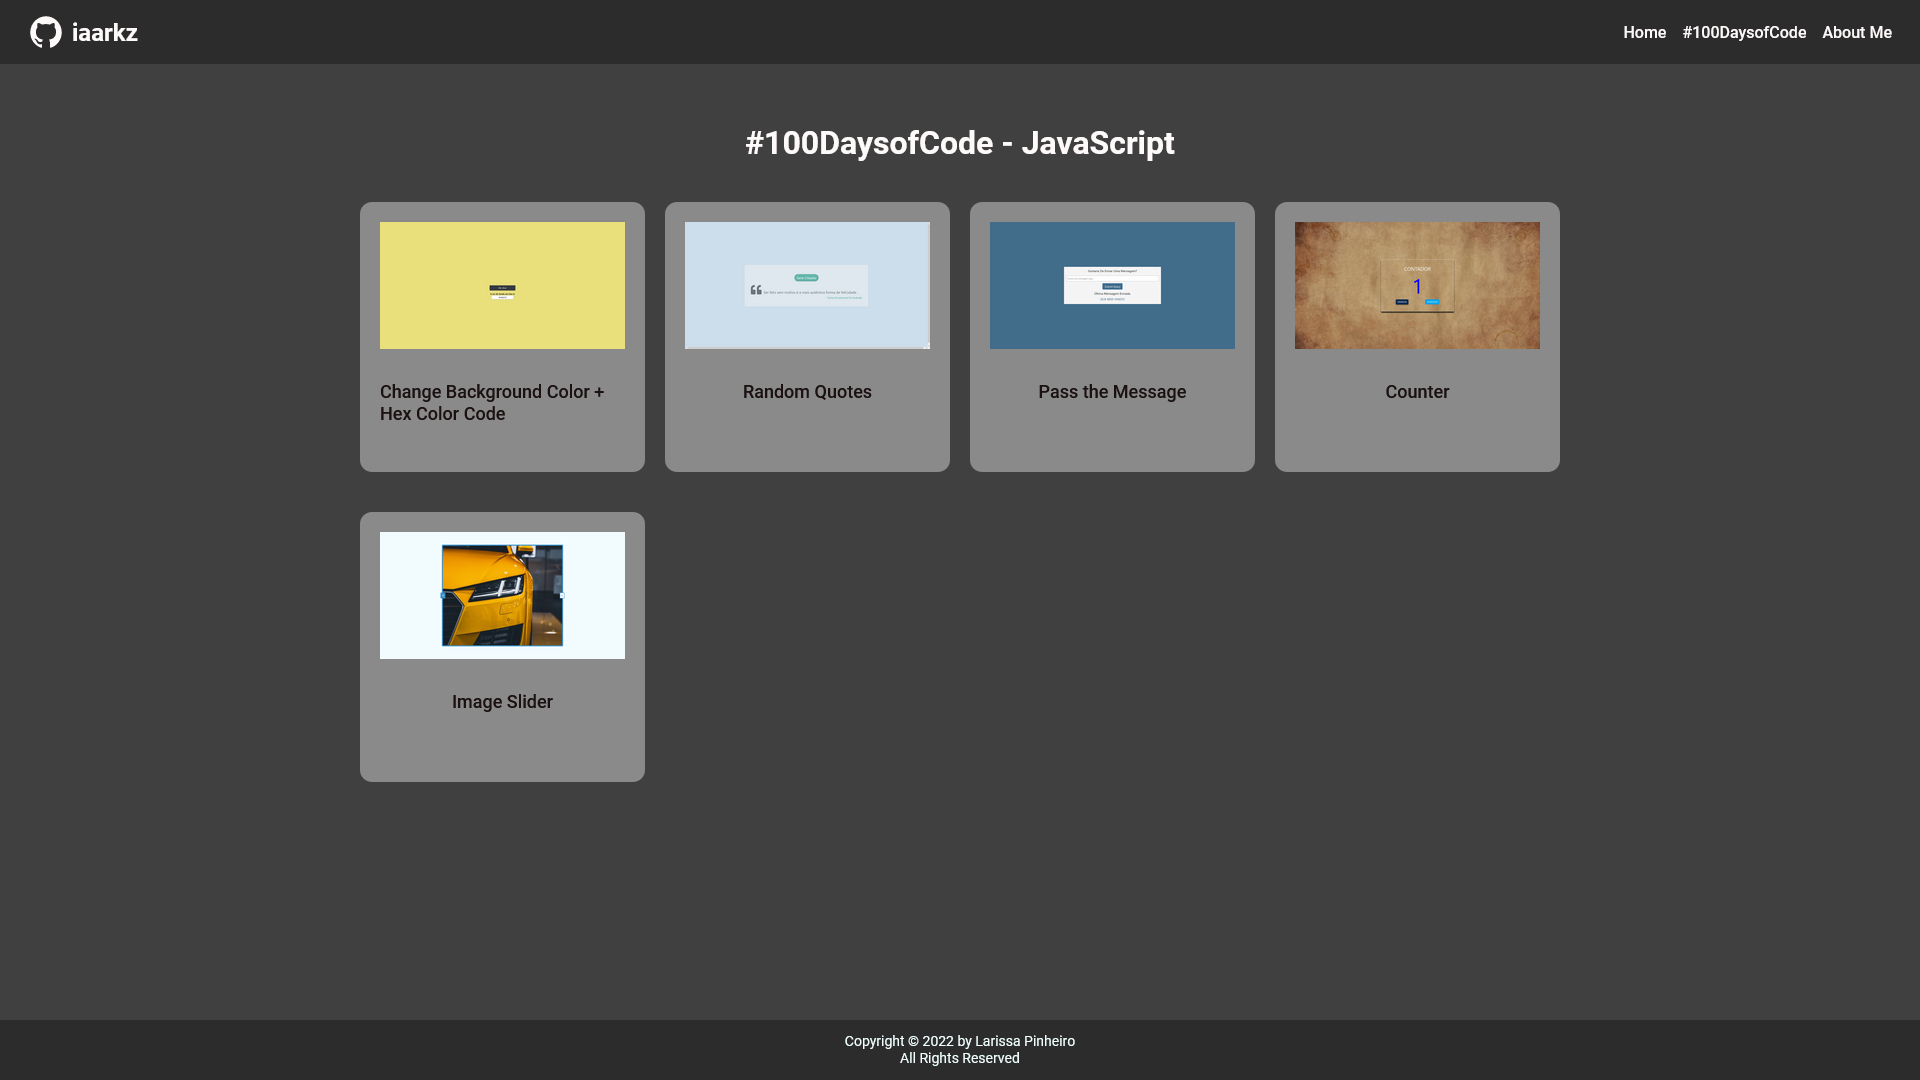 iaarkz
Home #100DaysofCode About Me
#100DaysofCode - JavaScript
Change Background Color +
Hex Color Code
Random Quotes
Pass the Message
CONTADOR
1
Counter
Image Slider
Copyright © 2022 by Larissa Pinheiro
All Rights Reserved